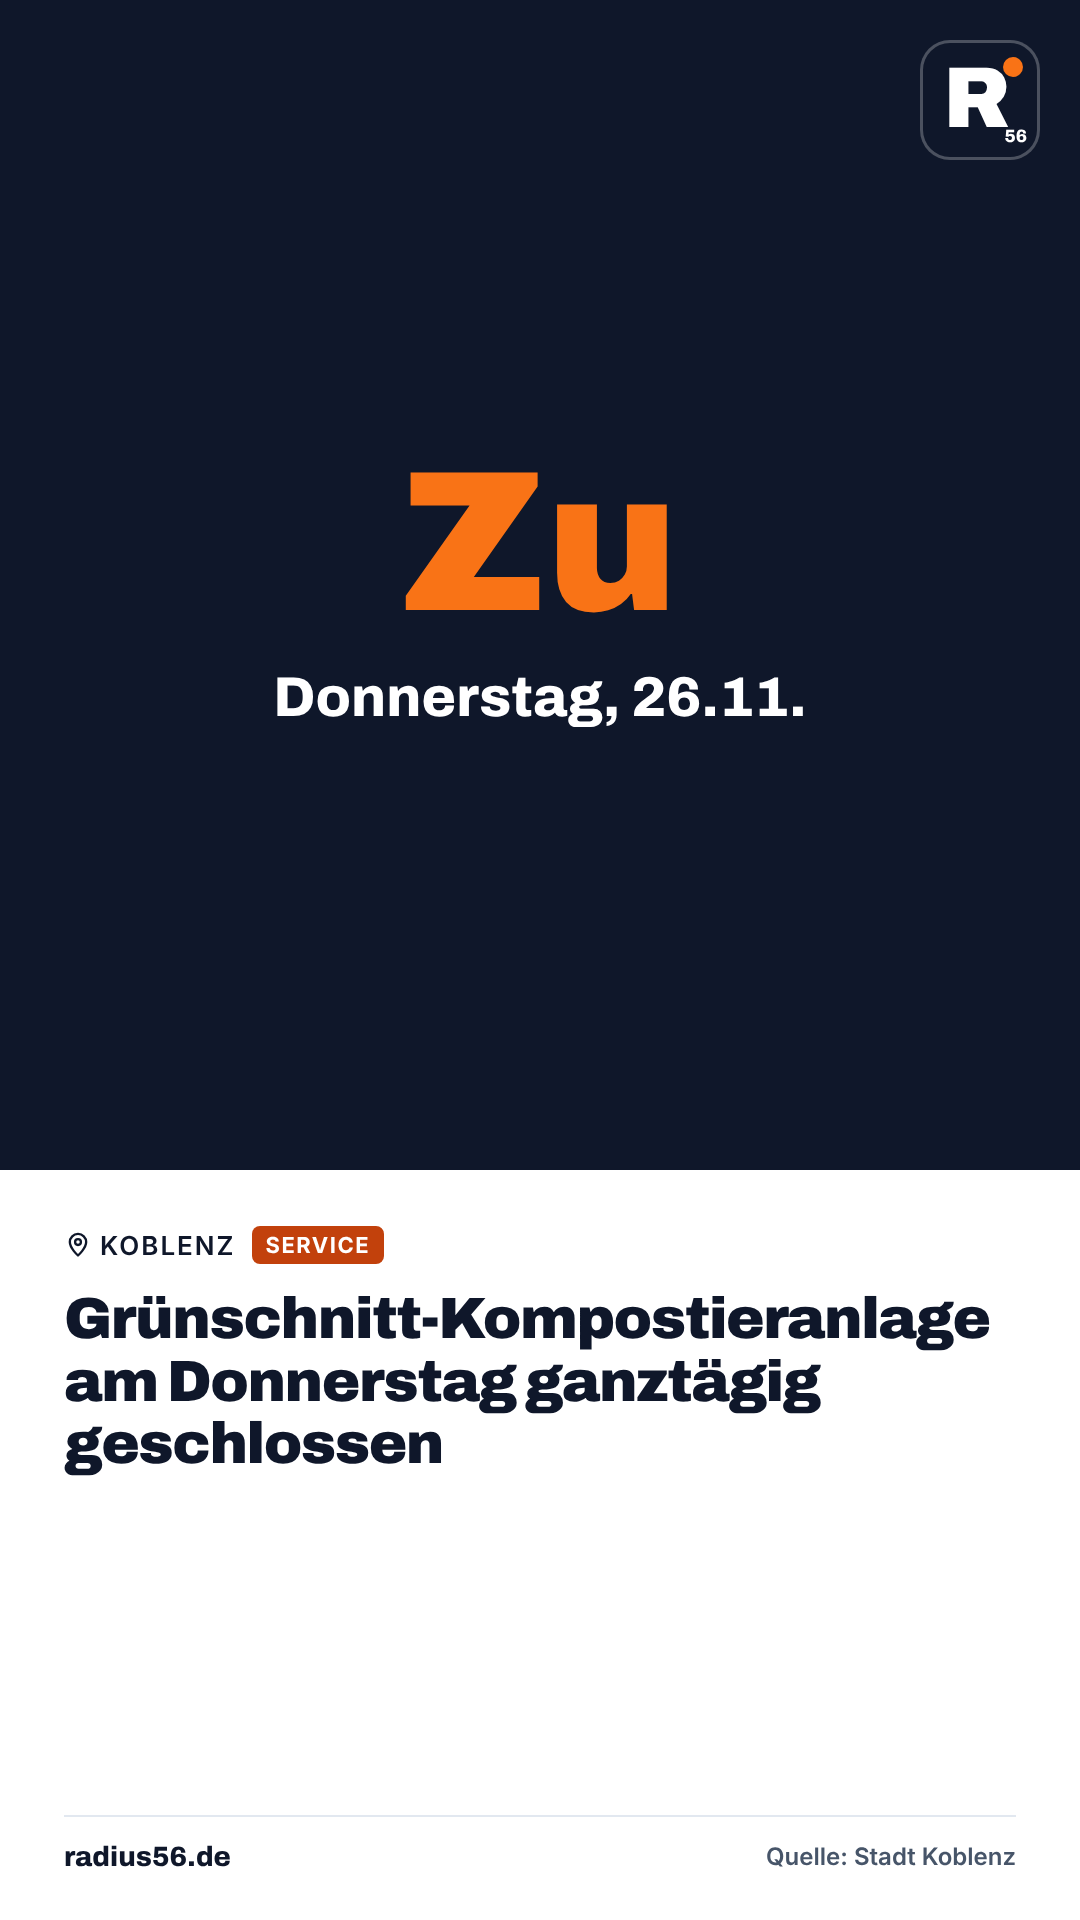 R
56
Zu
Donnerstag, 26.11.
KOBLENZ SERVICE
Grünschnitt-Kompostieranlage
am Donnerstag ganztägig
geschlossen
radius56.de Quelle: Stadt Koblenz